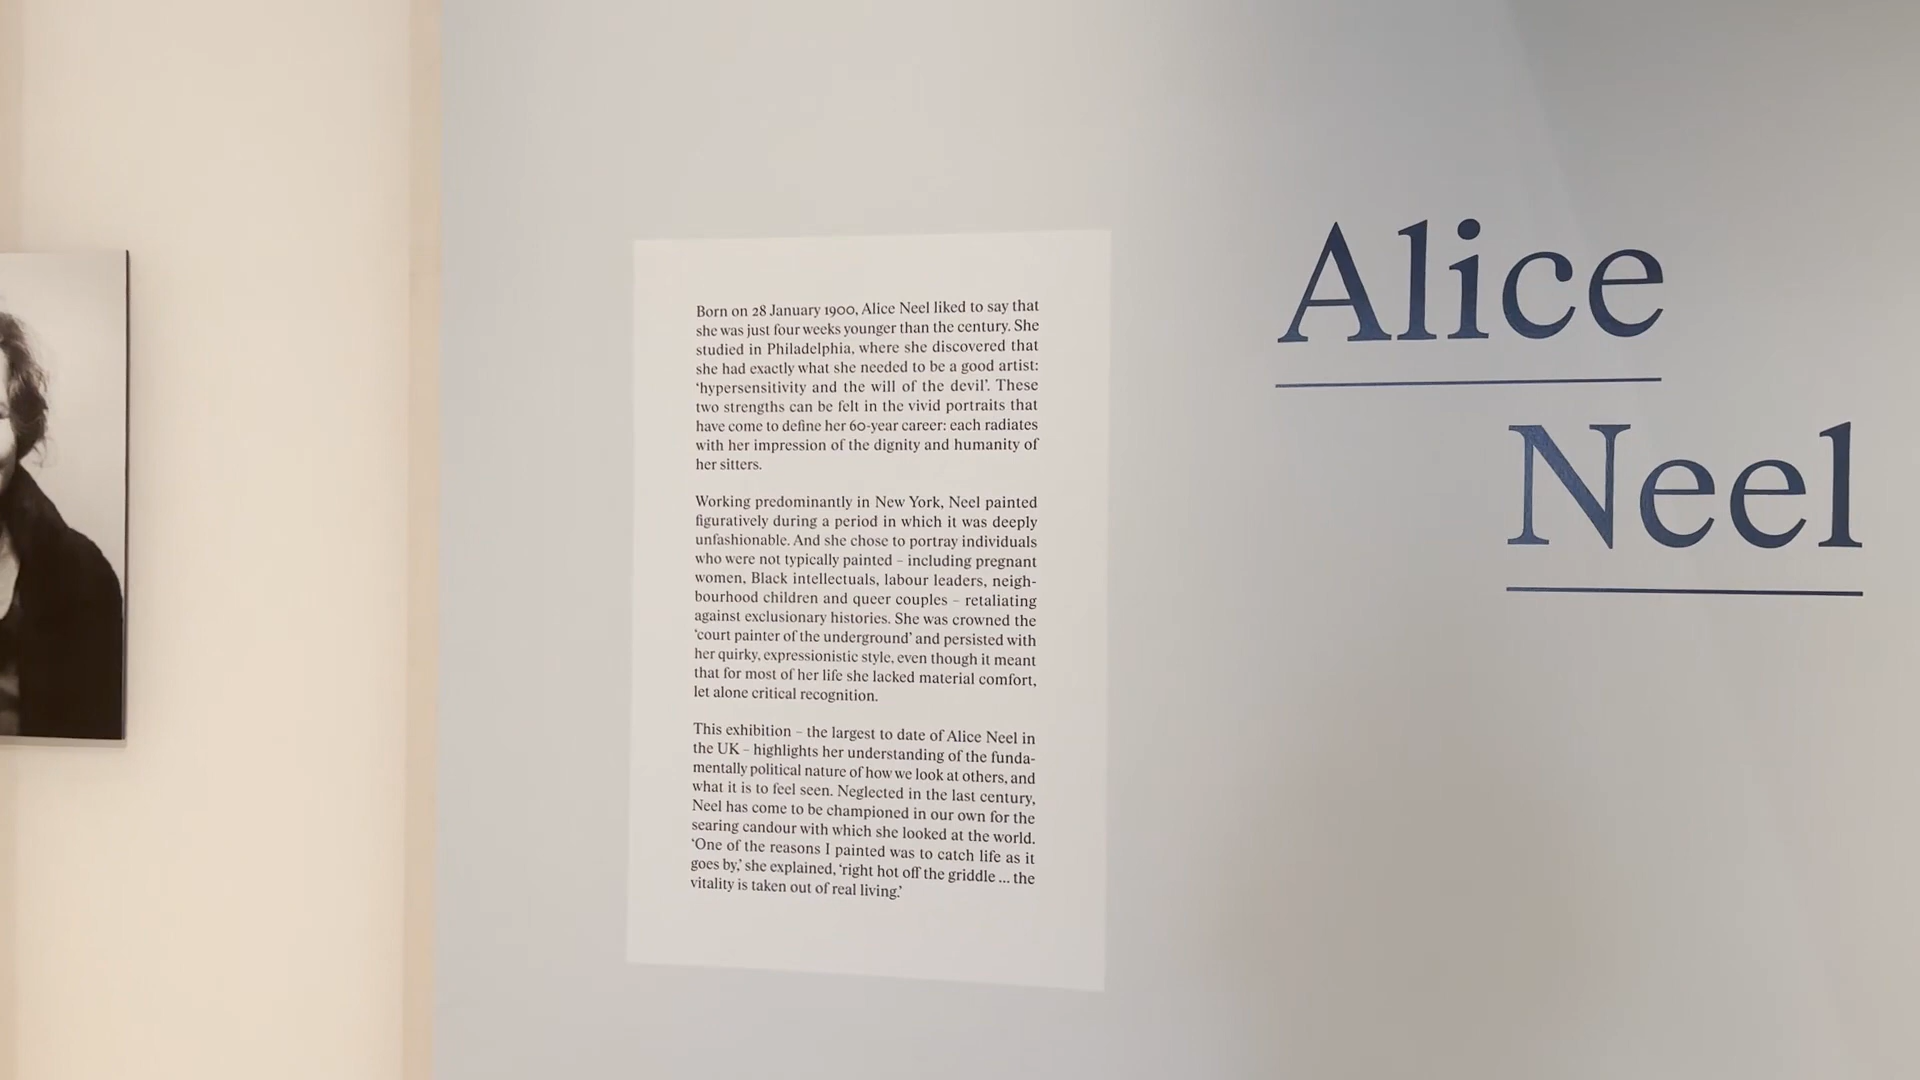 Born on 28 January 1900, Alice Neel liked to say that
she was just four weeks younger than the century. She
studied in Philadelphia, where she discovered that
she had exactly what she needed to be a good artist:
‘hypersensitivity and the will of the devil’. These
two strengths can be felt in the vivid portraits that
have come to define her 60-year career: each radiates
with her impression of the dignity and humanity of
her sitters.
Working predominantly in New York, Neel painted
figuratively during a period in which it was deeply
unfashionable. And she chose to portray individuals
who were not typically painted – including pregnant
women, Black intellectuals, labour leaders, neigh-
bourhood children and queer couples – retaliating
against exclusionary histories. She was crowned the
‘court painter of the underground’ and persisted with
her quirky, expressionistic style, even though it meant
that for most of her life she lacked material comfort,
let alone critical recognition.
This exhibition – the largest to date of Alice Neel in
the UK – highlights her understanding of the funda-
mentally political nature of how we look at others, and
what it is to feel seen. Neglected in the last century,
Neel has come to be championed in our own for the
searing candour with which she looked at the world.
‘One of the reasons I painted was to catch life as it
goes by,’ she explained, ‘right hot off the griddle ... the
vitality is taken out of real living.’
Alice
Neel